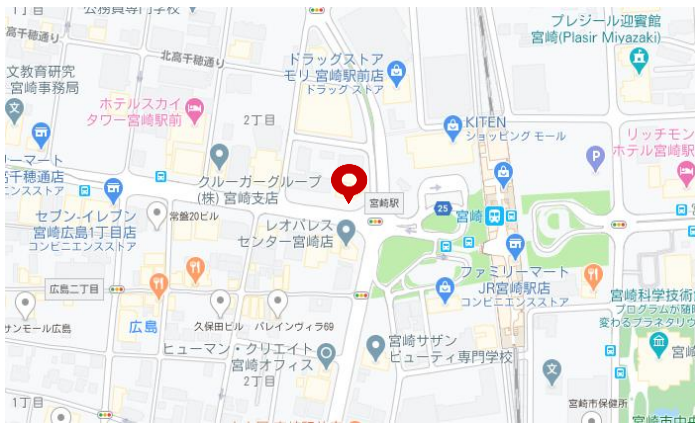 1丁目
公務員専門学校
高千穂通り
北高千穂通り
文教育研究
宮崎事務局
ホテルスカイ
タワー宮崎駅前
2丁目
ドラッグストア
モリ 宮崎駅前店
ドラッグ ストア
プレジール迎賓館
宮崎(Plasir Miyazaki)
KITEN
ショッピング モール
P
リッチモン
ホテル宮崎駅
リーマート
高千穂通店
ニエンスストア
クルーガーグループ
(株) 宮崎支店
宮崎駅
25
宮崎
セブン-イレブン
宮崎広島1丁目店
コンビニエンスストア
常盤20ビル
レオパレス
センター宮崎店
ファミリーマート
JR宮崎駅店
コンビニエンスストア
広島二丁目
サンモール広島
広島
久保田ビル
パレインヴィラ69
宮崎科学技術
プログラムが随時
変わるプラネタリウ
宮崎
ヒューマン・クリエイト
宮崎オフィス
2丁目
宮崎サザン
ビューティ専門学校
文
宮崎市保健所
1丁目
宮崎市中央